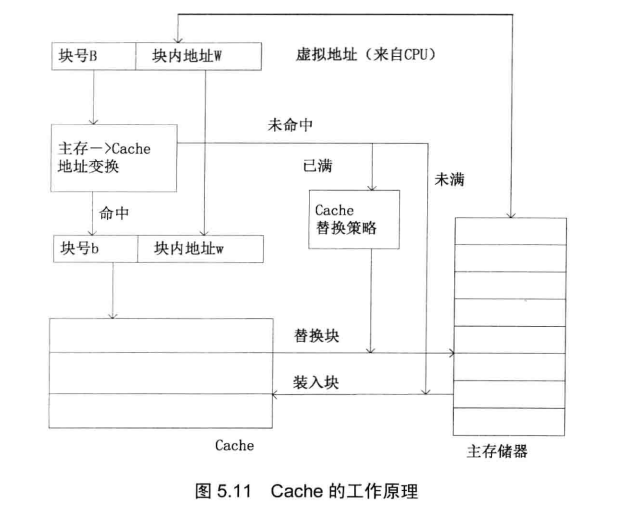 块号B 块内地址W 虚拟地址（来自CPU）
未命中
主存一>Cache
地址变换
已满
未满
命中
Cache
替换策略
块号b 块内地址w
替换块
装入块
Cache
主存储器
图 5.11 Cache 的工作原理